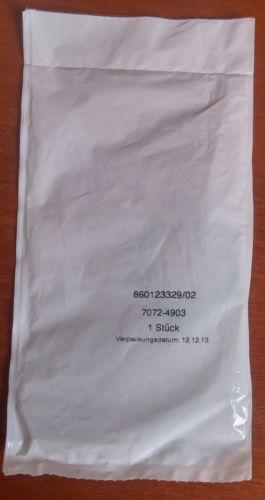 860123329/02
7072-4903
1 Stück
Verpackungsdatum: 12.12.13